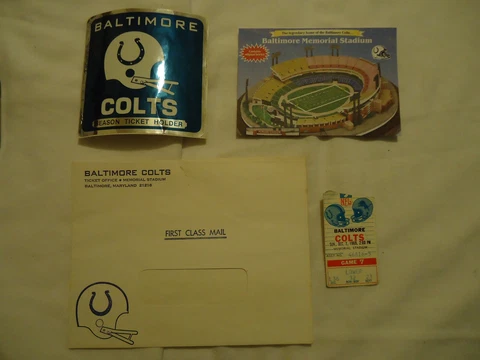 BALTIMORE
COLTS
SEASON TICKET HOLDER
Baltimore Memorial Stadium
BALTIMORE COLTS
TICKET OFFICE • MEMORIAL STADIUM
BALTIMORE, MARYLAND 21218
FIRST CLASS MAIL
NFL
BALTIMORE
COLTS
GAME 7